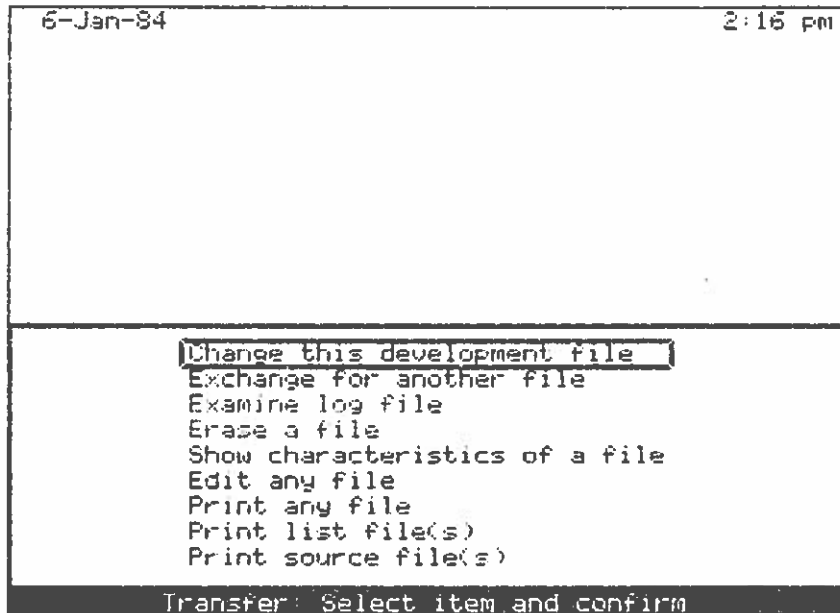 6-Jan-84 2:16 pm
Change this development file
Exchange for another file
Examine log file
Erase a file
Show characteristics of a file
Edit any file
Print any file
Print list file(s)
Print source file(s)
Transfer: Select item and confirm